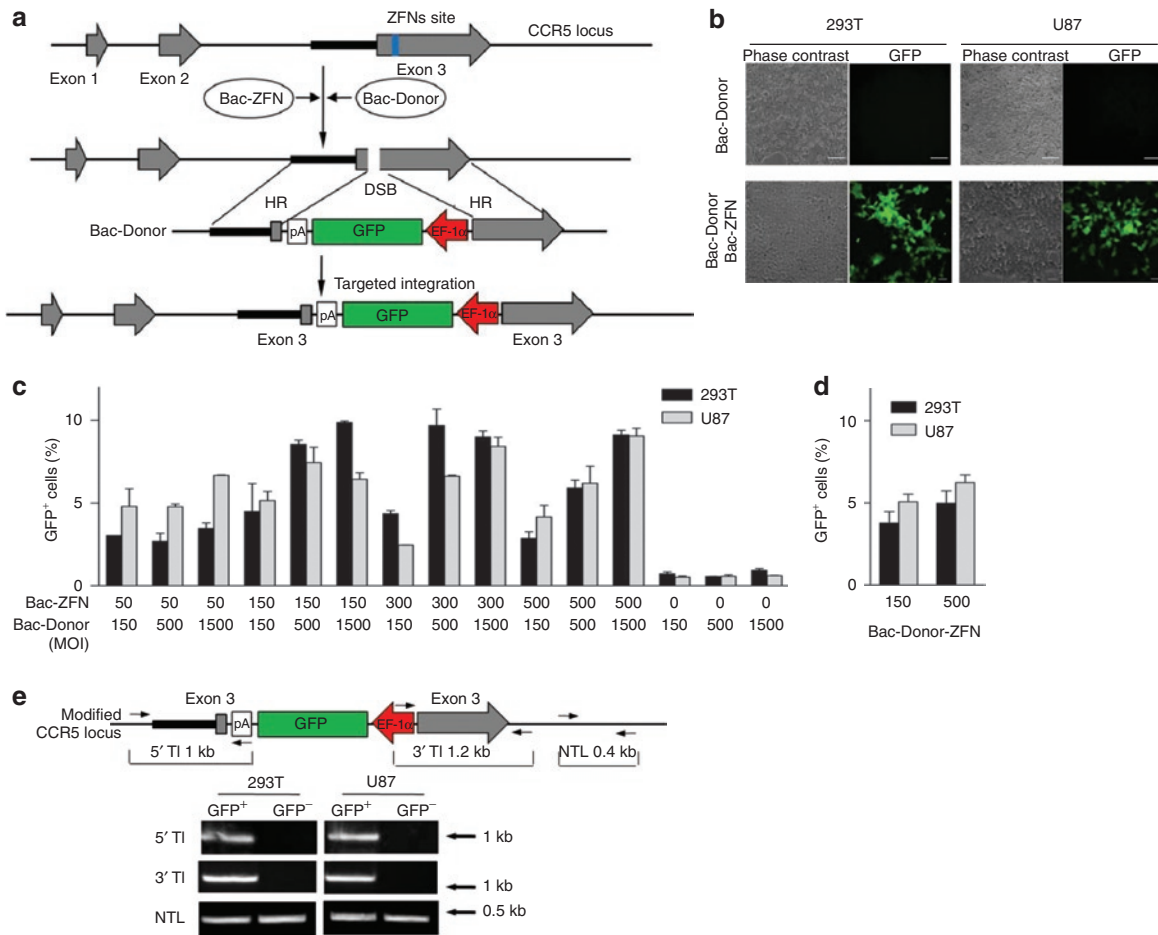 a
ZFNs site
CCR5 locus
Exon 1
Exon 2
Exon 3
Bac-ZFN
Bac-Donor
DSB
HR
HR
Bac-Donor
pA
GFP
EF-1α
Targeted integration
pA
GFP
EF-1α
Exon 3
Exon 3
b
293T
U87
Phase contrast
GFP
Phase contrast
GFP
Bac-Donor
Bac-Donor
Bac-ZFN
c
293T
U87
10
5
0
GFP+ cells (%)
Bac-ZFN 50 50 50 150 150 150 300 300 300 500 500 500 0 0 0
Bac-Donor 150 500 1500 150 500 1500 150 500 1500 150 500 1500 150 500 1500
(MOI)
d
293T
U87
10
5
0
GFP+ cells (%)
150 500
Bac-Donor-ZFN
e
Exon 3
Exon 3
Modified
CCR5 locus
pA
GFP
EF-1α
5′ TI 1 kb
3′ TI 1.2 kb
NTL 0.4 kb
293T
U87
GFP+ GFP−
GFP+ GFP−
5′ TI
1 kb
3′ TI
1 kb
NTL
0.5 kb